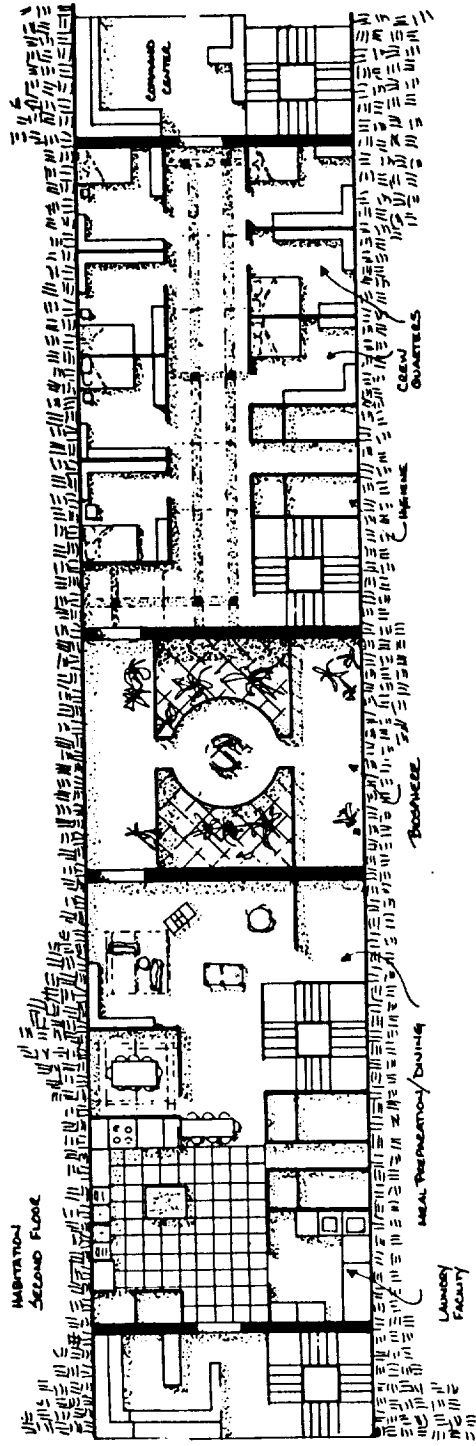 HABITATION
SECOND FLOOR
LAUNDRY
FACILITY
MEAL PREPARATION/DINING
BIOSPHERE
HYGIENE
CREW
QUARTERS
COMMAND
CENTER